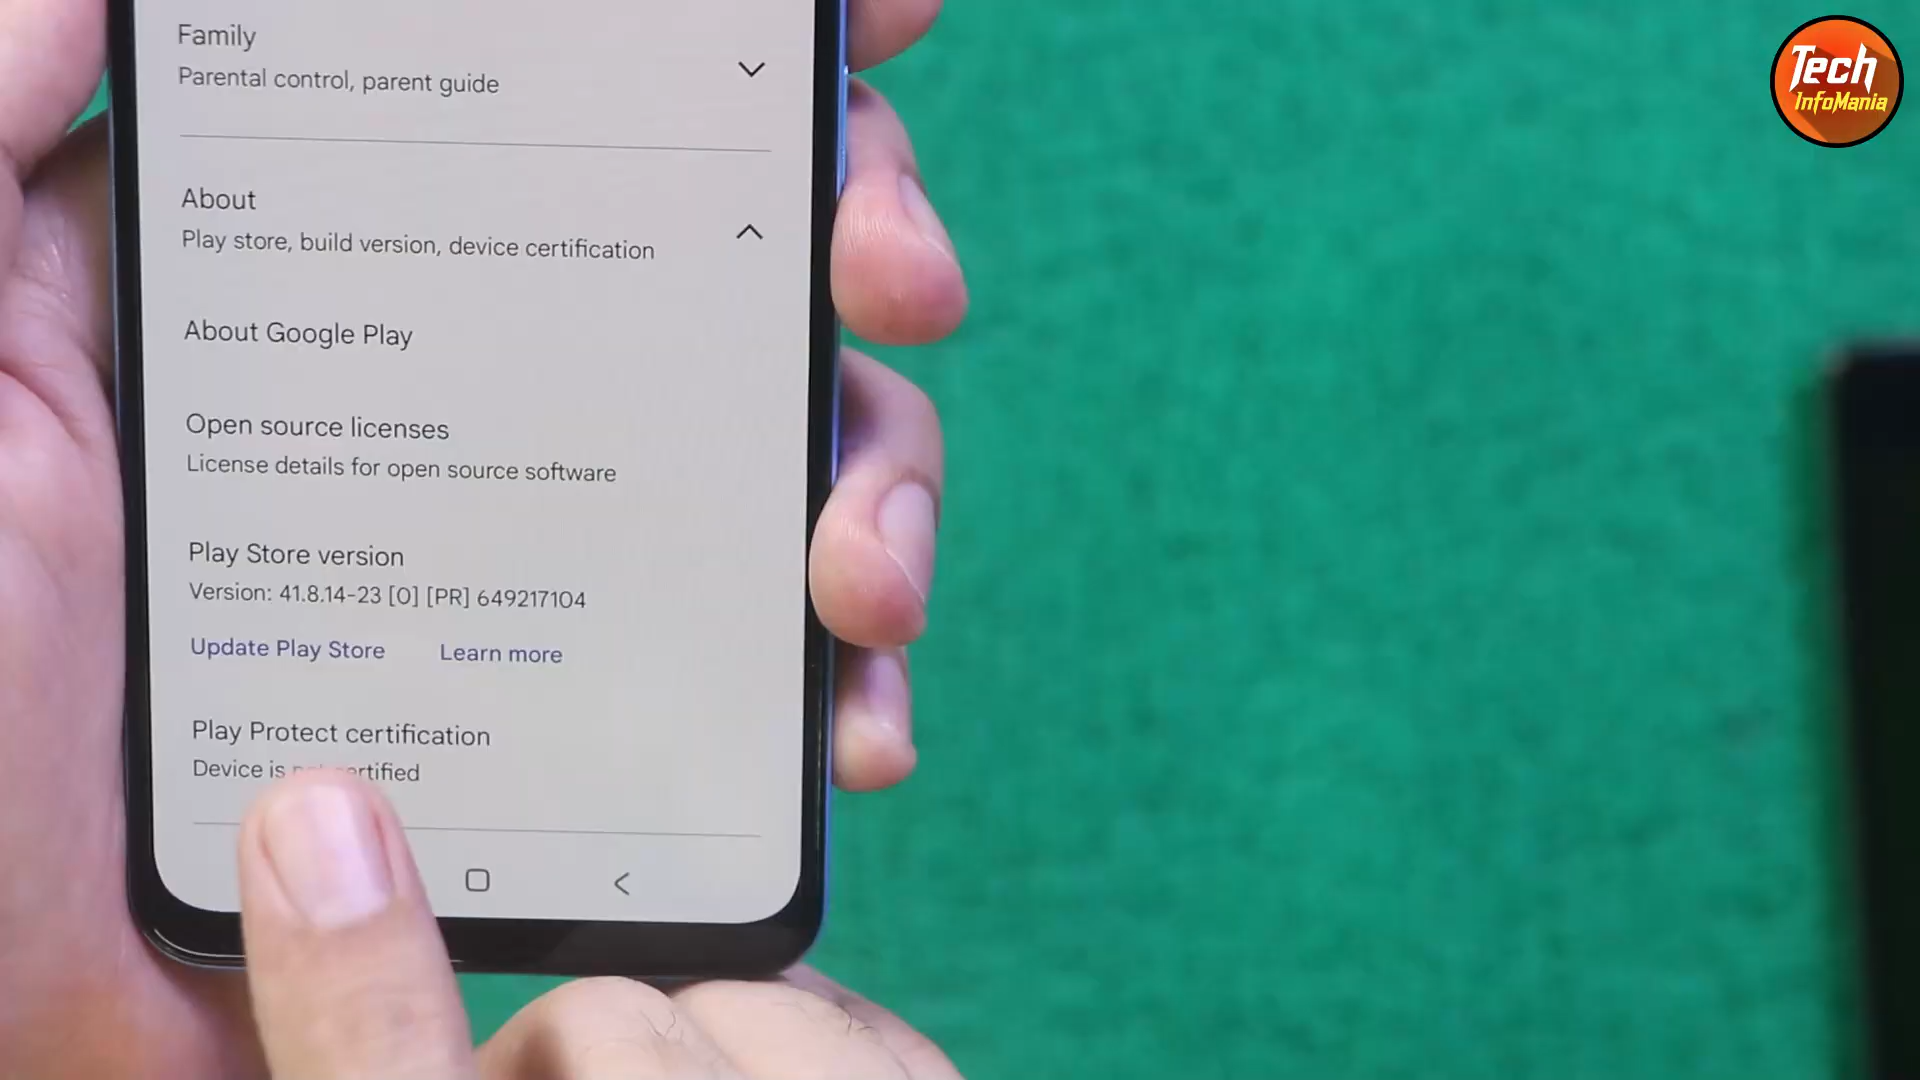 Family
Parental control, parent guide
About
Play store, build version, device certification
About Google Play
Open source licenses
License details for open source software
Play Store version
Version: 41.8.14-23 [0] [PR] 649217104
Update Play Store
Learn more
Play Protect certification
Device is not certified
Tech
InfoMania